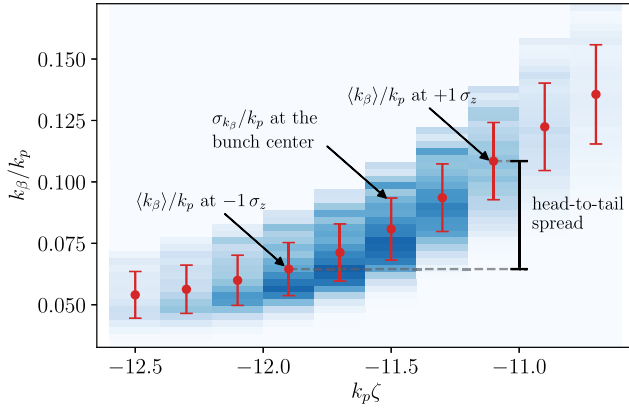 0.150
0.125
0.100
0.075
0.050
k_β/k_p
⟨k_β⟩/k_p at +1 σ_z
σ_{k_β}/k_p at the
bunch center
⟨k_β⟩/k_p at −1 σ_z
head-to-tail
spread
−12.5
−12.0
−11.5
−11.0
k_pζ